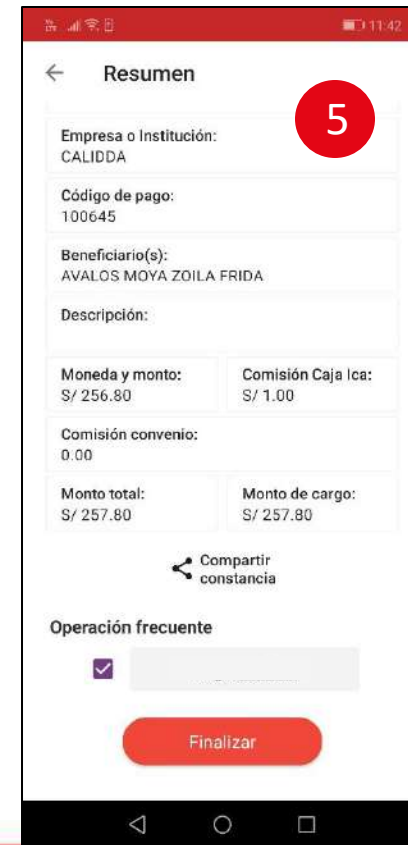 11:42
Resumen
5
Empresa o Institución:
CALIDDA
Código de pago:
100645
Beneficiario(s):
AVALOS MOYA ZOILA FRIDA
Descripción:
Moneda y monto:
S/ 256.80
Comisión Caja Ica:
S/ 1.00
Comisión convenio:
0.00
Monto total:
S/ 257.80
Monto de cargo:
S/ 257.80
Compartir
constancia
Operación frecuente
Finalizar